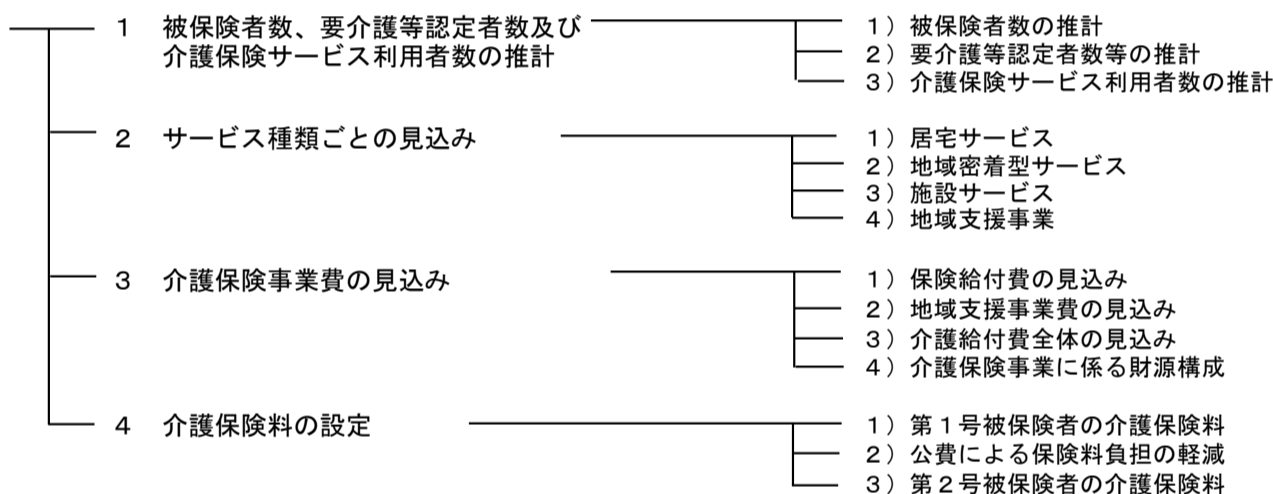 1 被保険者数、要介護等認定者数及び
介護保険サービス利用者数の推計
1）被保険者数の推計
2）要介護等認定者数等の推計
3）介護保険サービス利用者数の推計
2 サービス種類ごとの見込み
1）居宅サービス
2）地域密着型サービス
3）施設サービス
4）地域支援事業
3 介護保険事業費の見込み
1）保険給付費の見込み
2）地域支援事業費の見込み
3）介護給付費全体の見込み
4）介護保険事業に係る財源構成
4 介護保険料の設定
1）第１号被保険者の介護保険料
2）公費による保険料負担の軽減
3）第２号被保険者の介護保険料